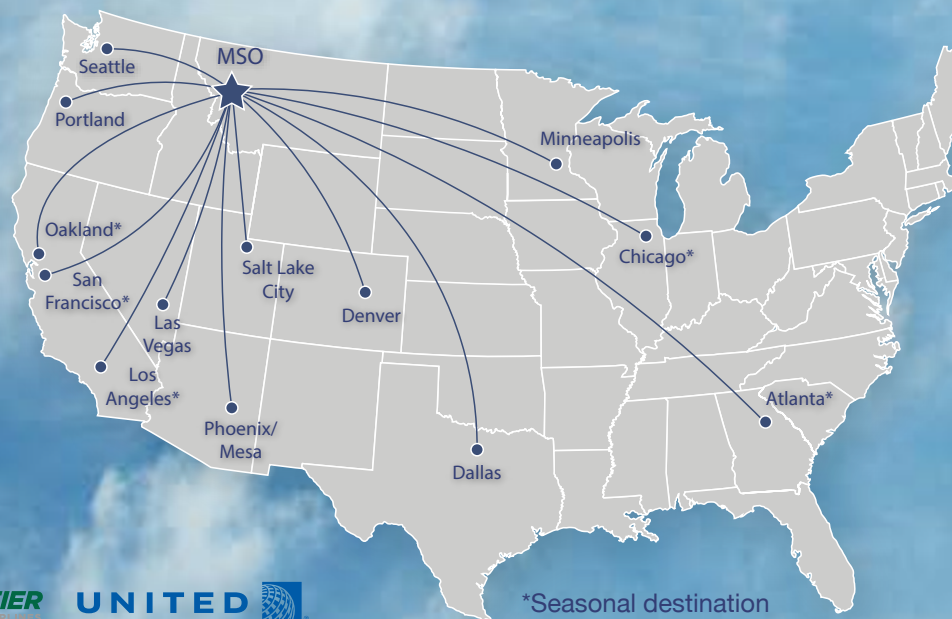 MSO
Seattle
Portland
Minneapolis
Oakland*
Chicago*
San
Francisco*
Salt Lake
City
Denver
Las
Vegas
Los
Angeles*
Atlanta*
Phoenix/
Mesa
Dallas
UNITED
*Seasonal destination